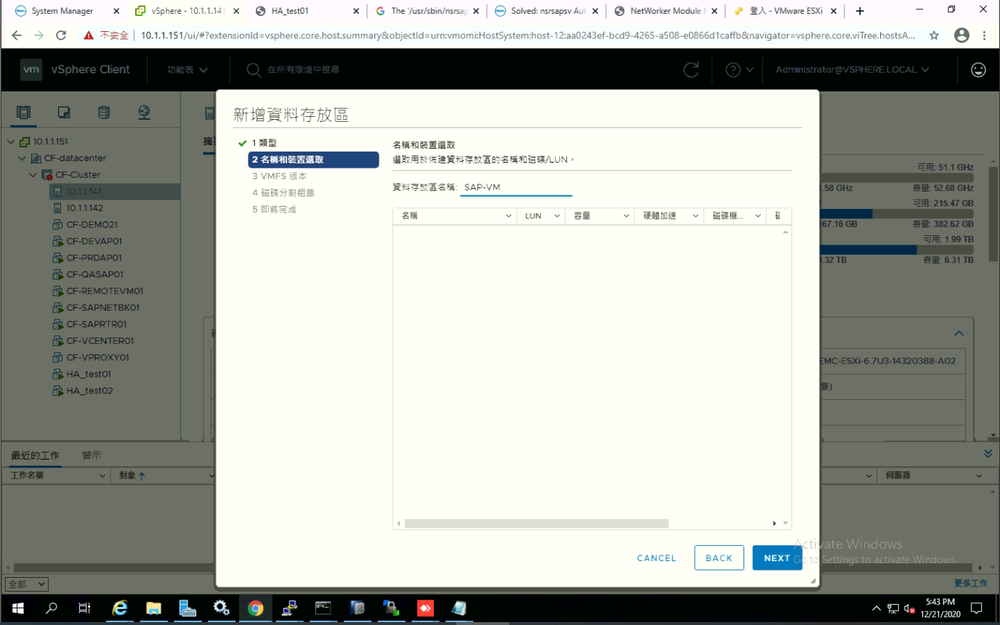 System Manager
vSphere - 10.1.1.141
HA_test01
The '/usr/sbin/nsrsap
Solved: nsrsapsv Aut
NetWorker Module
登入 - VMware ESXi
不安全
10.1.1.151/ui/#?extensionId=vsphere.core.host.summary&objectId=urn:vmomi:HostSystem:host-12:aa0243ef-bcd9-4265-a508-e0866d1caffb&navigator=vsphere.core.viTree.hostsA...
vm vSphere Client
功能表
在所有環境中搜尋
Administrator@VSPHERE.LOCAL
10.1.1.151
CF-datacenter
CF-Cluster
10.1.1.141
10.1.1.142
CF-DEMO21
CF-DEVAP01
CF-PRDAP01
CF-QASAP01
CF-REMOTEVM01
CF-SAPNETBK01
CF-SAPRTR01
CF-VCENTER01
CF-VPROXY01
HA_test01
HA_test02
新增資料存放區
1 類型
2 名稱和裝置選取
3 VMFS 版本
4 磁碟分割組態
5 即將完成
名稱和裝置選取
選取用於佈建資料存放區的名稱和磁碟/LUN。
資料存放區名稱: SAP-VM
名稱
LUN
容量
硬體加速
磁碟機...
CANCEL
BACK
NEXT
可用: 51.1 GHz
.58 GHz
容量: 52.68 GHz
可用: 215.47 GB
67.16 GB
容量: 382.62 GB
可用: 1.99 TB
.32 TB
容量: 6.31 TB
EMC-ESXi-6.7U3-14320388-A02
要)
最近的工作
警示
工作名稱
對象
伺服器
全部
更多工作
Activate Windows
Go to Settings to activate Windows.
5:43 PM
12/21/2020